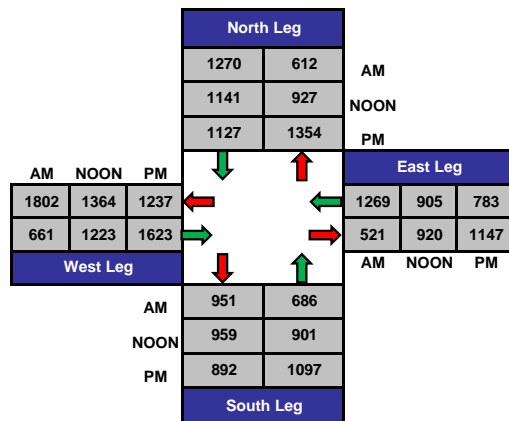 North Leg
1270 612 AM
1141 927 NOON
1127 1354 PM
AM NOON PM East Leg
1802 1364 1237 1269 905 783
661 1223 1623 521 920 1147
West Leg AM NOON PM
AM 951 686
NOON 959 901
PM 892 1097
South Leg